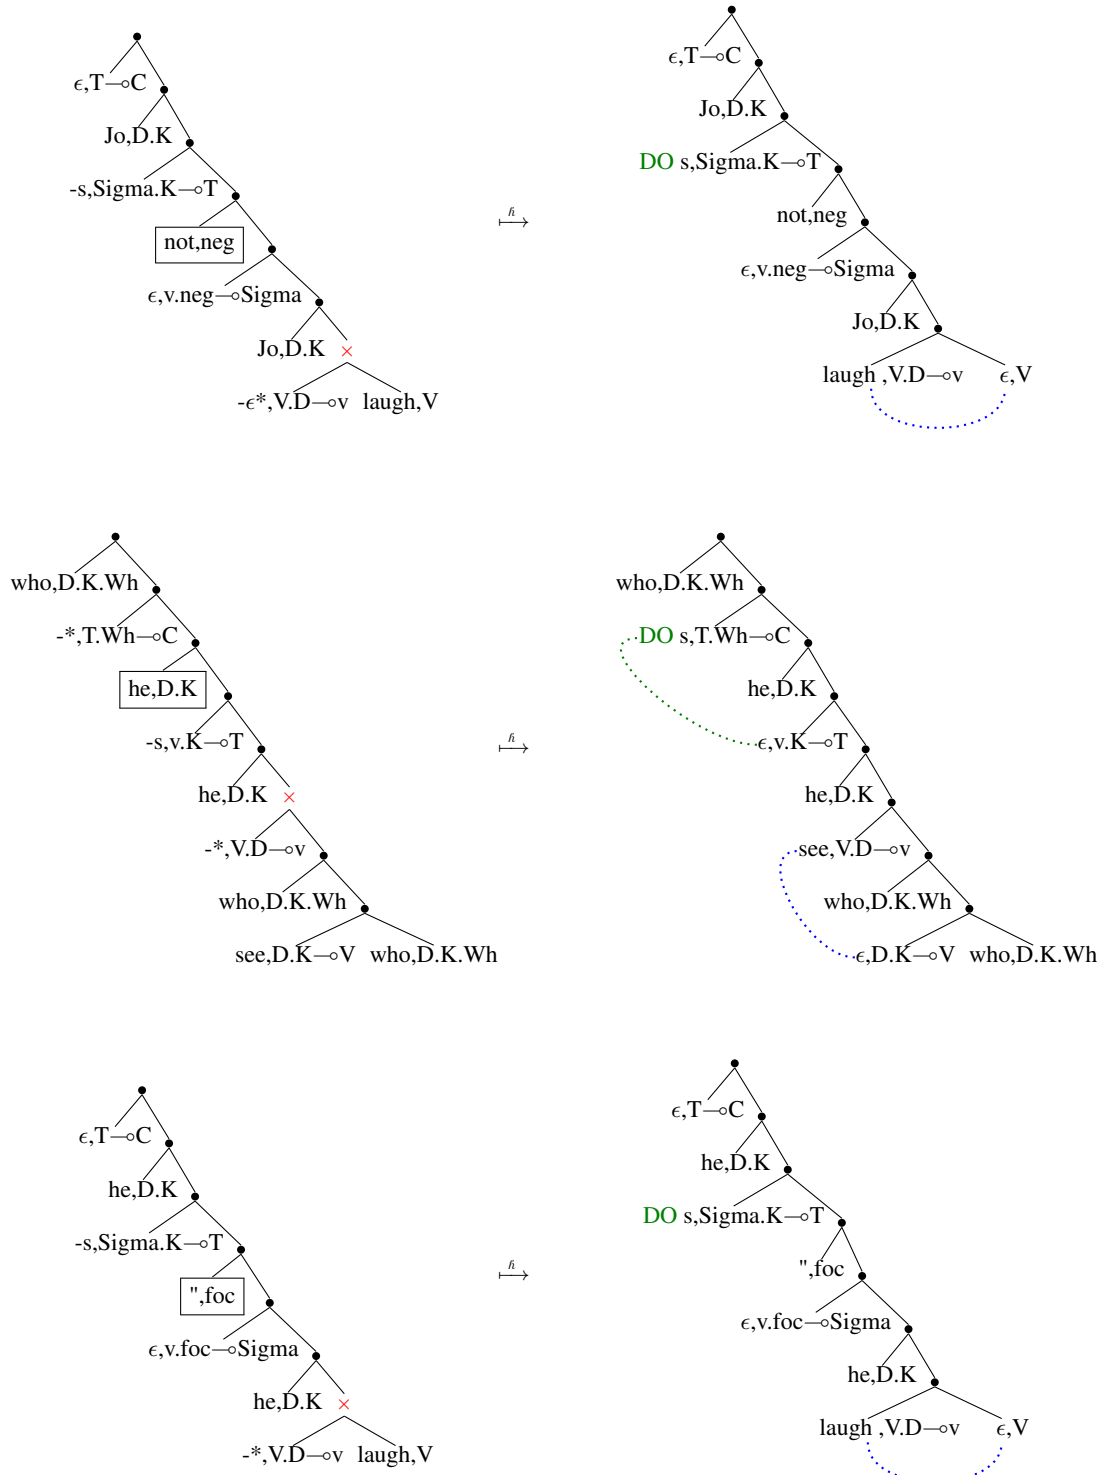 ϵ,T⊸C
ϵ,T⊸C
Jo,D.K
Jo,D.K
-s,Sigma.K⊸T
DO s,Sigma.K⊸T
not,neg
ℏ
⟼
not,neg
ϵ,v.neg⊸Sigma
ϵ,v.neg⊸Sigma
Jo,D.K
Jo,D.K
×
-ϵ*,V.D⊸v laugh,V
laugh ,V.D⊸v ϵ,V
who,D.K.Wh
who,D.K.Wh
-*,T.Wh⊸C
DO s,T.Wh⊸C
he,D.K
he,D.K
-s,v.K⊸T
ℏ
⟼
ϵ,v.K⊸T
he,D.K
he,D.K
×
-*,V.D⊸v
see,V.D⊸v
who,D.K.Wh
who,D.K.Wh
see,D.K⊸V who,D.K.Wh
ϵ,D.K⊸V who,D.K.Wh
ϵ,T⊸C
ϵ,T⊸C
he,D.K
he,D.K
-s,Sigma.K⊸T
DO s,Sigma.K⊸T
",foc
ℏ
⟼
",foc
ϵ,v.foc⊸Sigma
ϵ,v.foc⊸Sigma
he,D.K
he,D.K
×
-*,V.D⊸v laugh,V
laugh ,V.D⊸v ϵ,V